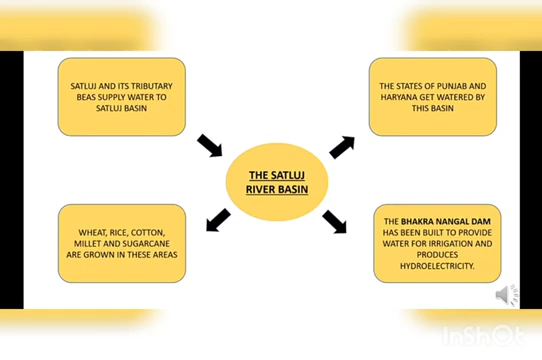 SATLUJ AND ITS TRIBUTARY
BEAS SUPPLY WATER TO
SATLUJ BASIN
THE STATES OF PUNJAB AND
HARYANA GET WATERED BY
THIS BASIN
THE SATLUJ
RIVER BASIN
WHEAT, RICE, COTTON,
MILLET AND SUGARCANE
ARE GROWN IN THESE AREAS
THE BHAKRA NANGAL DAM
HAS BEEN BUILT TO PROVIDE
WATER FOR IRRIGATION AND
PRODUCES
HYDROELECTRICITY.
InShOt